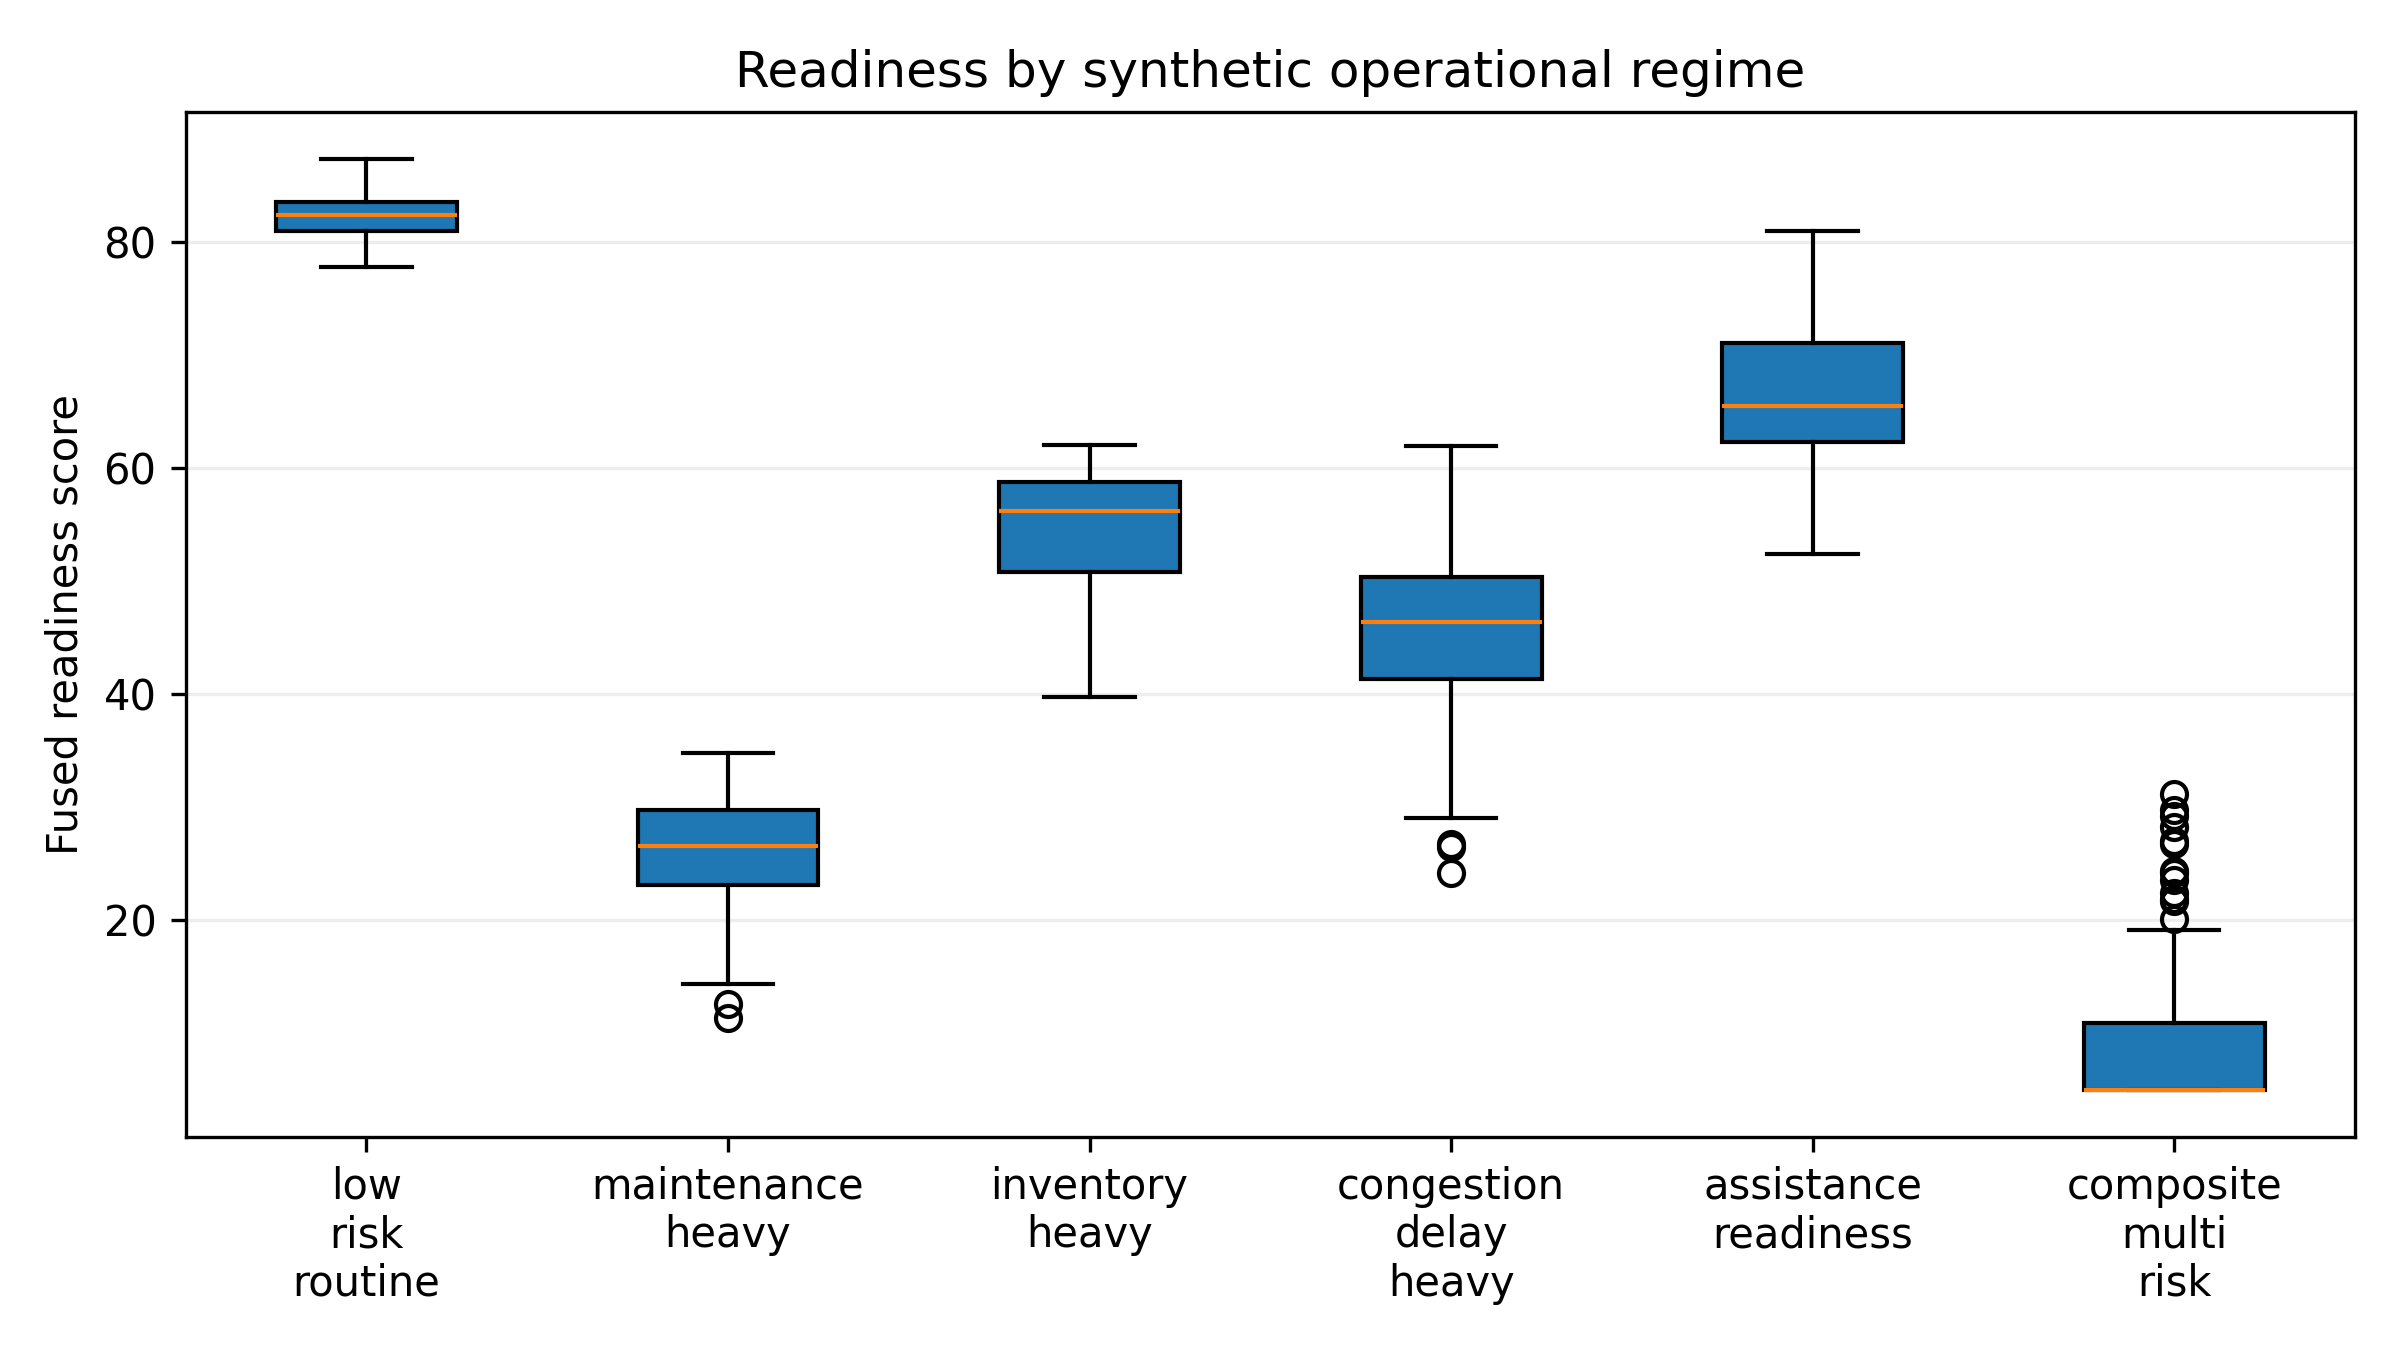 Readiness by synthetic operational regime
Fused readiness score
80
60
40
20
low
risk
routine
maintenance
heavy
inventory
heavy
congestion
delay
heavy
assistance
readiness
composite
multi
risk